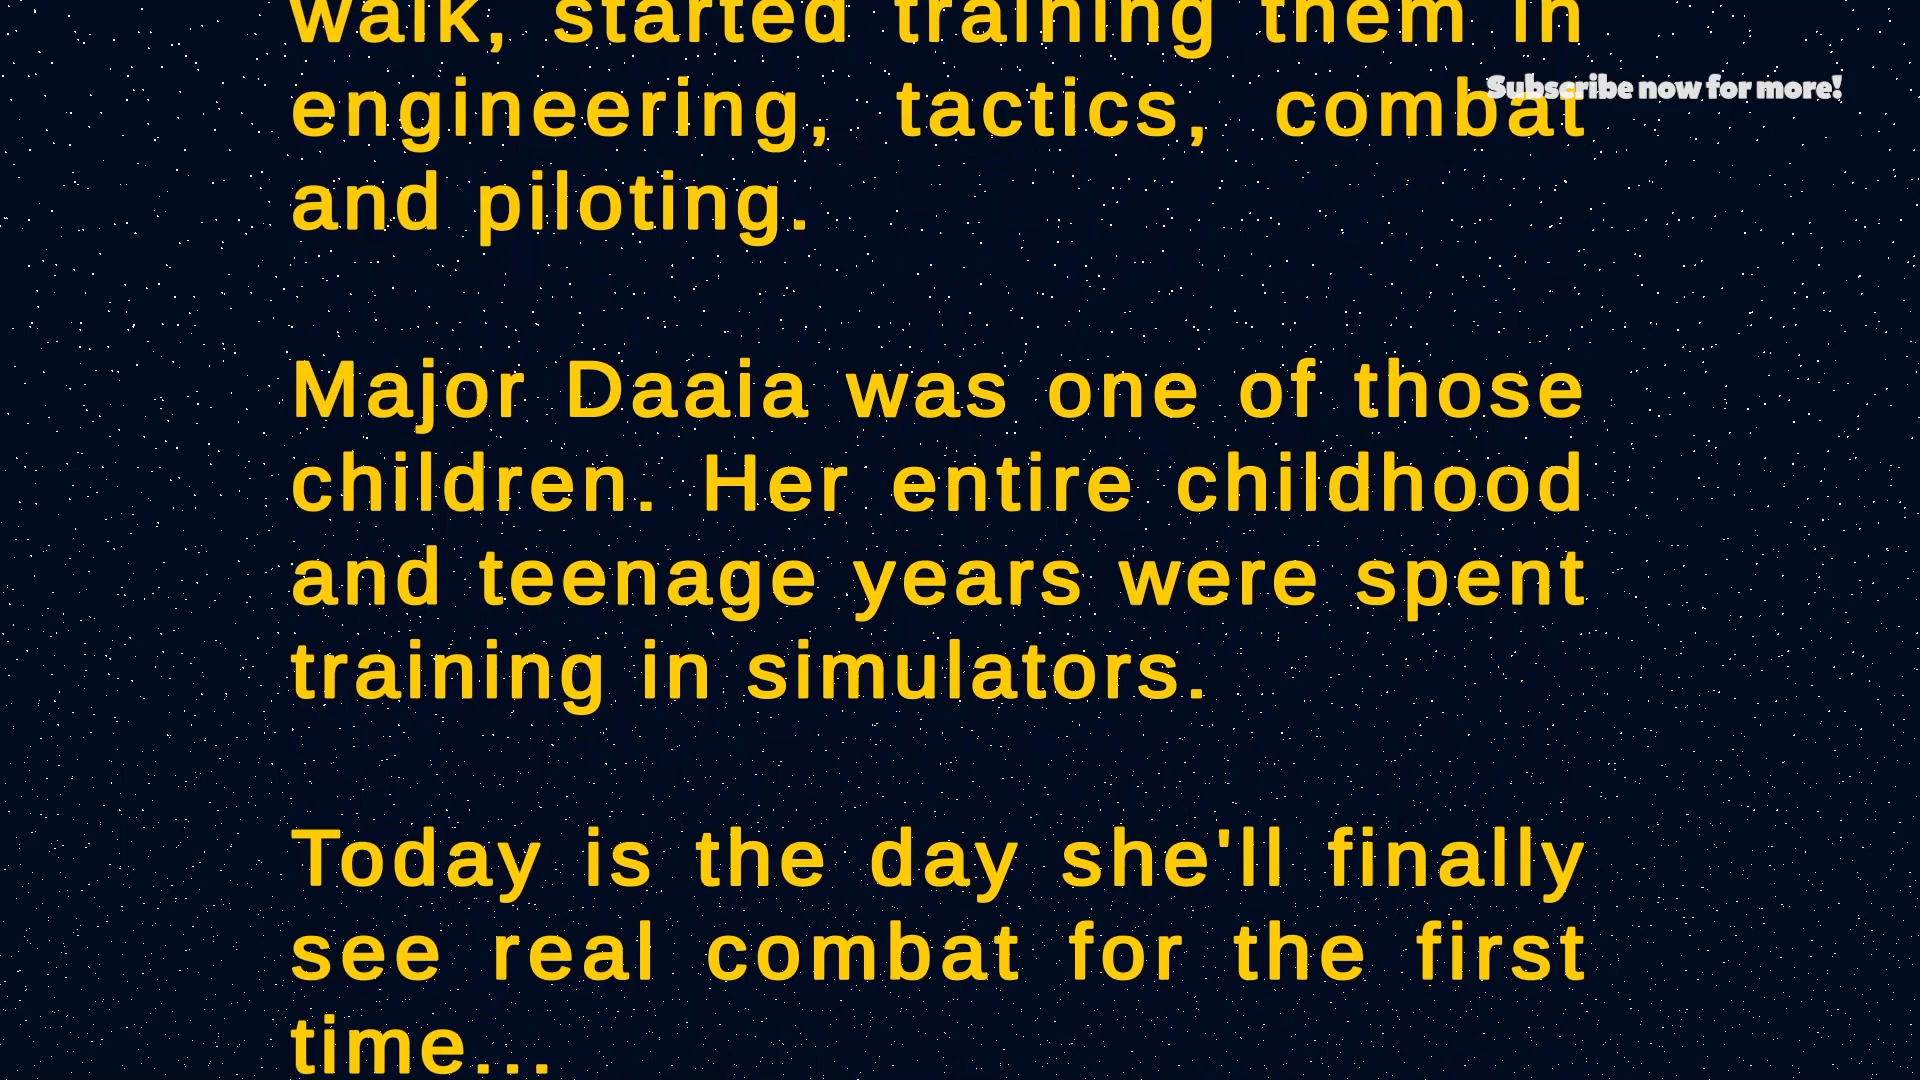 walk, started training them in
Subscribe now for more!
engineering, tactics, combat
and piloting.
Major Daaia was one of those
children. Her entire childhood
and teenage years were spent
training in simulators.
Today is the day she'll finally
see real combat for the first
time...